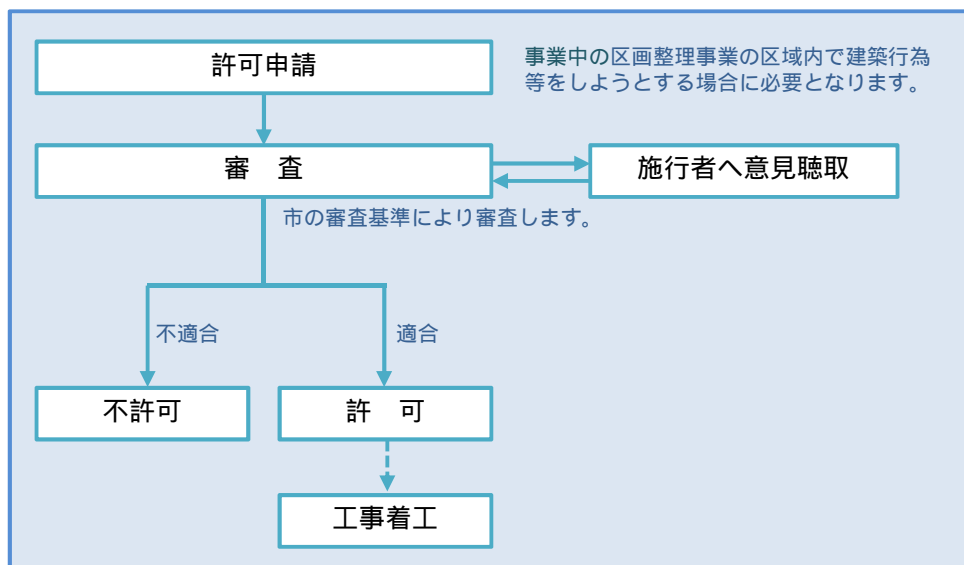 許可申請
事業中の区画整理事業の区域内で建築行為
等をしようとする場合に必要となります。
審　査
施行者へ意見聴取
市の審査基準により審査します。
不適合
適合
不許可
許　可
工事着工